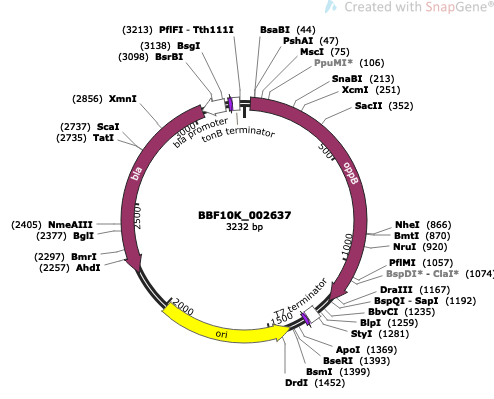 Created with SnapGene®
(3213) PflFI - Tth111I
(3138) BsgI
(3098) BsrBI
(2856) XmnI
(2737) ScaI
(2735) TatI
(2405) NmeAIII
(2377) BglI
(2297) BmrI
(2257) AhdI
BsaBI (44)
PshAI (47)
MscI (75)
PpuMI* (106)
SnaBI (213)
XcmI (251)
SacII (352)
NheI (866)
BmtI (870)
NruI (920)
PflMI (1057)
BspDI* - ClaI* (1074)
DraIII (1167)
BspQI - SapI (1192)
BbvCI (1235)
BlpI (1259)
StyI (1281)
ApoI (1369)
BseRI (1393)
BsmI (1399)
DrdI (1452)
bla promoter
tonB terminator
oppB
T7 terminator
ori
bla
500
1000
1500
2000
2500
3000
BBF10K_002637
3232 bp